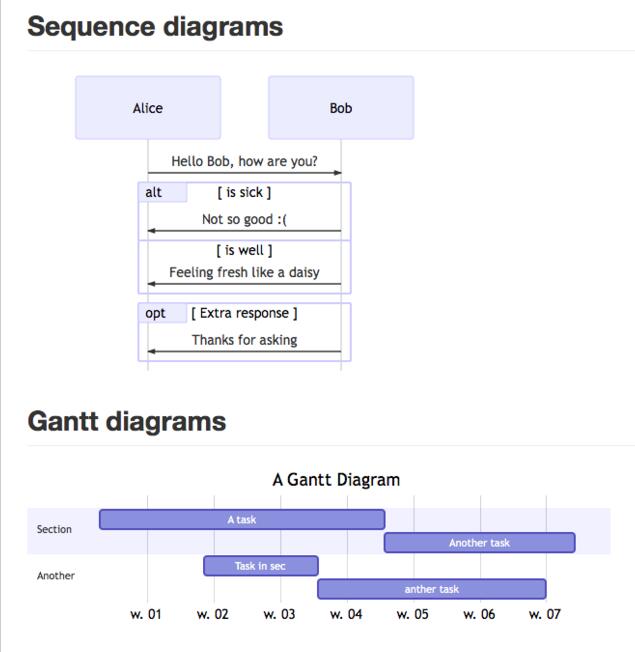 Sequence diagrams
Alice
Bob
Hello Bob, how are you?
alt [ is sick ]
Not so good :(
[ is well ]
Feeling fresh like a daisy
opt [ Extra response ]
Thanks for asking
Gantt diagrams
A Gantt Diagram
Section
A task
Another task
Another
Task in sec
anther task
w. 01 w. 02 w. 03 w. 04 w. 05 w. 06 w. 07